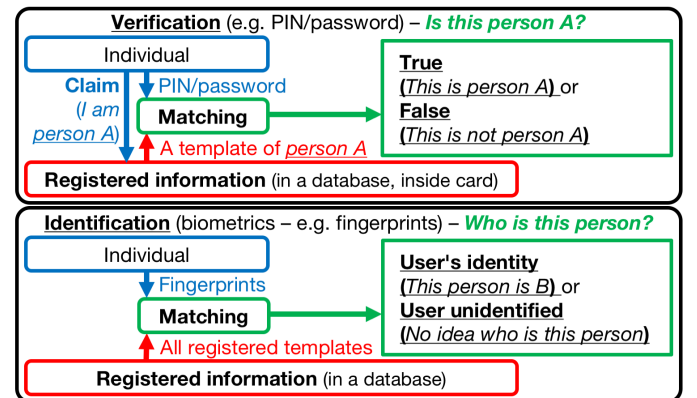 Verification (e.g. PIN/password) – Is this person A?
Individual
Claim
(I am
person A)
PIN/password
Matching
A template of person A
Registered information (in a database, inside card)
True
(This is person A) or
False
(This is not person A)
Identification (biometrics – e.g. fingerprints) – Who is this person?
Individual
Fingerprints
Matching
All registered templates
Registered information (in a database)
User's identity
(This person is B) or
User unidentified
(No idea who is this person)